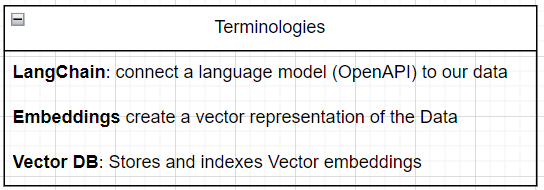 Terminologies
LangChain: connect a language model (OpenAPI) to our data
Embeddings create a vector representation of the Data
Vector DB: Stores and indexes Vector embeddings